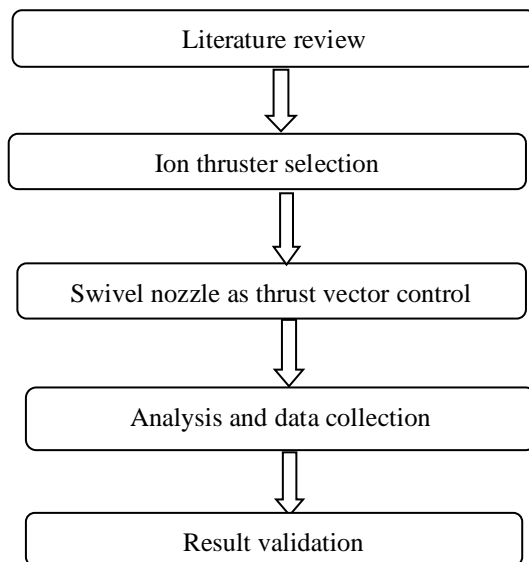 Literature review
Ion thruster selection
Swivel nozzle as thrust vector control
Analysis and data collection
Result validation